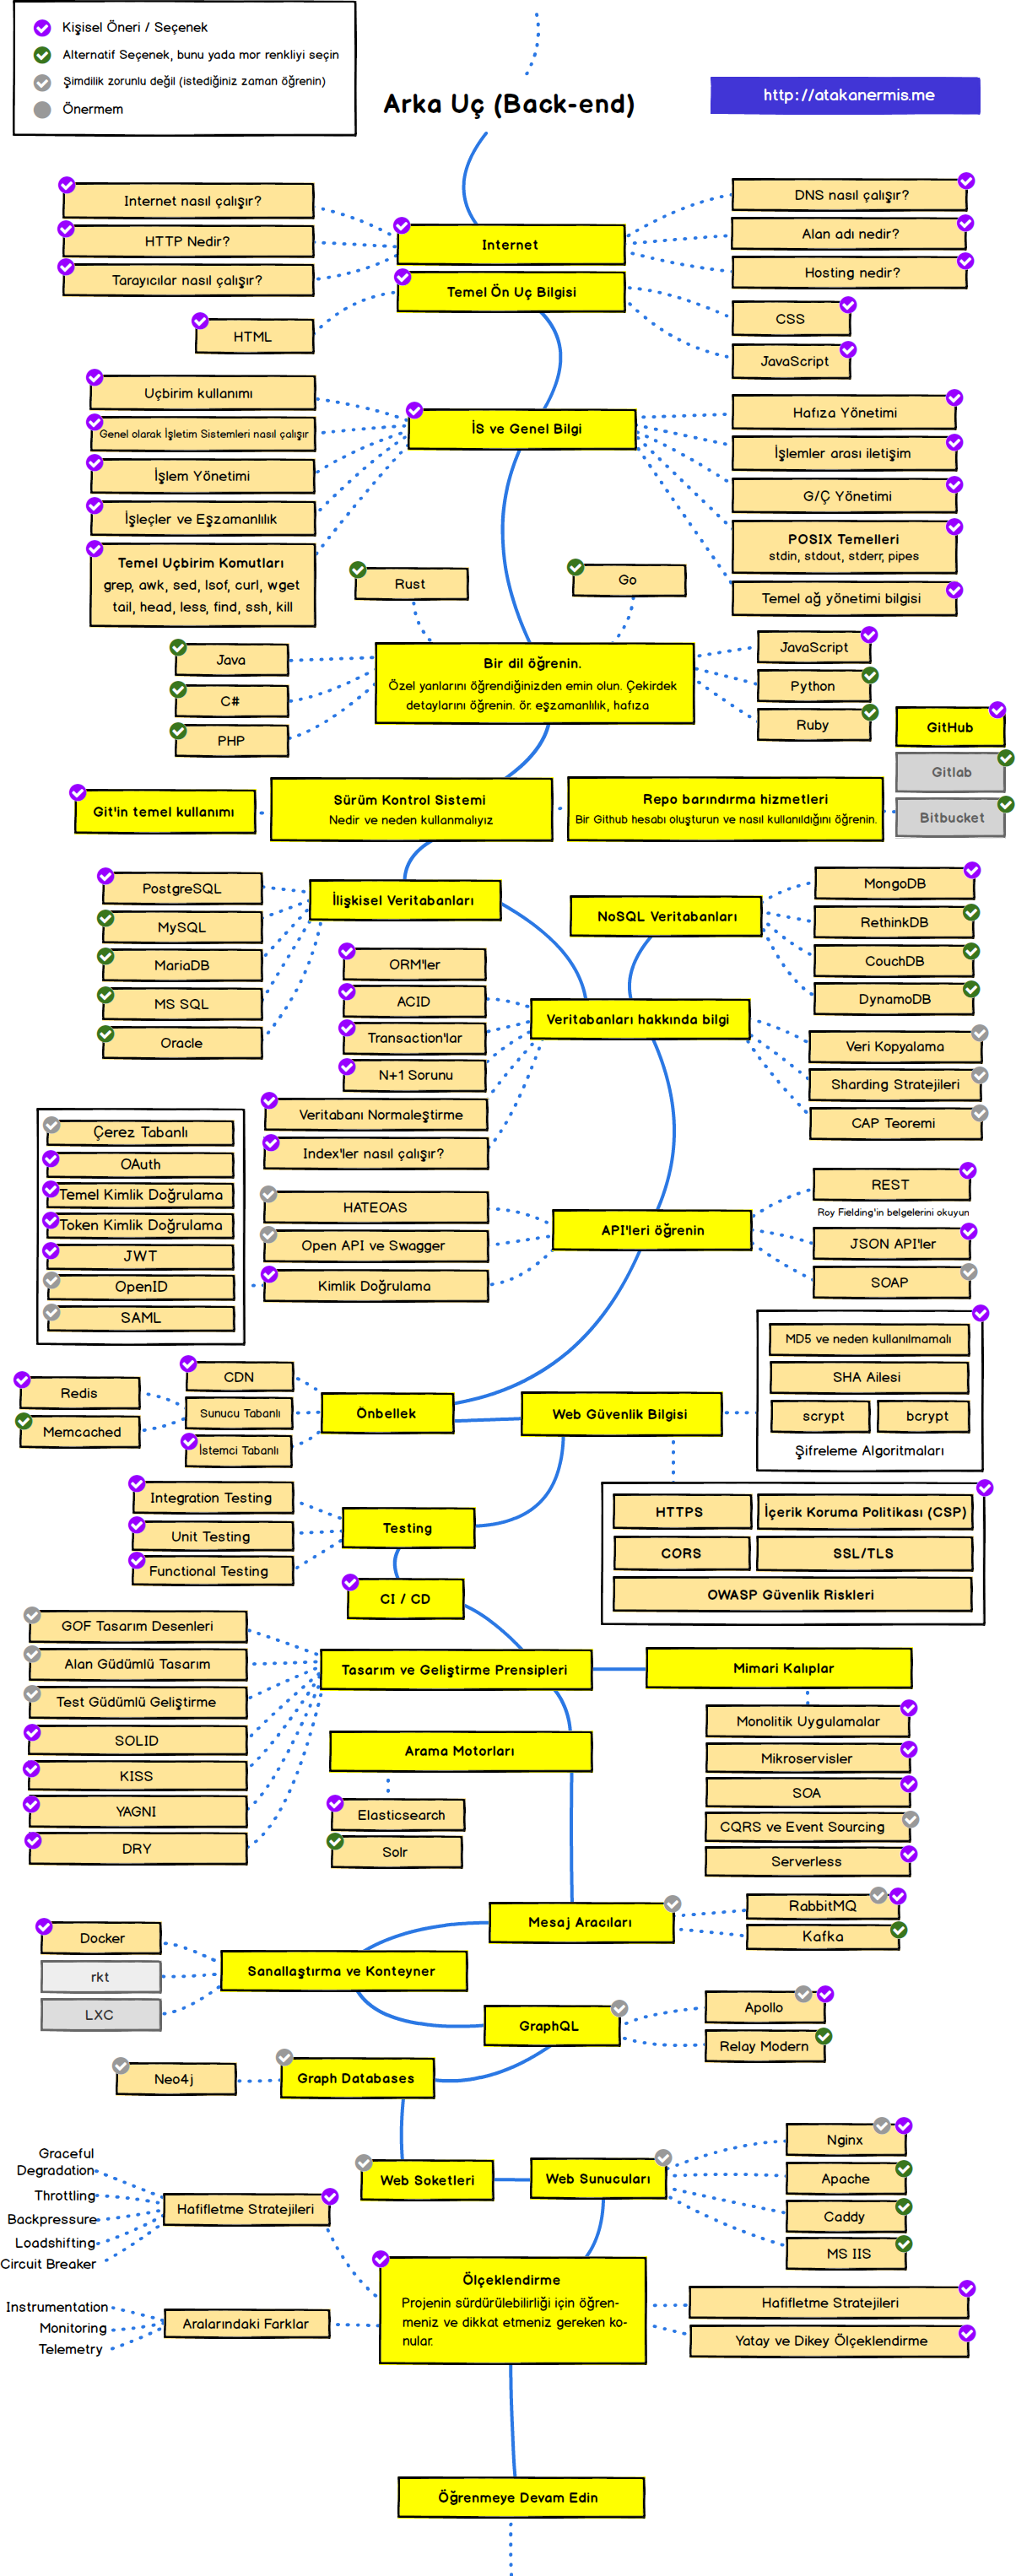 Kişisel Öneri / Seçenek
Alternatif Seçenek, bunu yada mor renkliyi seçin
Şimdilik zorunlu değil (istediğiniz zaman öğrenin)
Önermem
Arka Uç (Back-end)
http://atakanermis.me
Internet nasıl çalışır?
HTTP Nedir?
Tarayıcılar nasıl çalışır?
Internet
DNS nasıl çalışır?
Alan adı nedir?
Hosting nedir?
Temel Ön Uç Bilgisi
HTML
CSS
JavaScript
Uçbirim kullanımı
Genel olarak İşletim Sistemleri nasıl çalışır
İşlem Yönetimi
İşleçler ve Eşzamanlılık
Temel Uçbirim Komutları
grep, awk, sed, lsof, curl, wget
tail, head, less, find, ssh, kill
İS ve Genel Bilgi
Hafıza Yönetimi
İşlemler arası iletişim
G/Ç Yönetimi
POSIX Temelleri
stdin, stdout, stderr, pipes
Temel ağ yönetimi bilgisi
Rust
Go
Java
C#
PHP
Bir dil öğrenin.
Özel yanlarını öğrendiğinizden emin olun. Çekirdek
detaylarını öğrenin. ör. eşzamanlılık, hafıza
JavaScript
Python
Ruby
GitHub
Gitlab
Bitbucket
Git'in temel kullanımı
Sürüm Kontrol Sistemi
Nedir ve neden kullanmalıyız
Repo barındırma hizmetleri
Bir Github hesabı oluşturun ve nasıl kullanıldığını öğrenin.
PostgreSQL
MySQL
MariaDB
MS SQL
Oracle
İlişkisel Veritabanları
NoSQL Veritabanları
MongoDB
RethinkDB
CouchDB
DynamoDB
ORM'ler
ACID
Transaction'lar
N+1 Sorunu
Veritabanı Normaleştirme
Index'ler nasıl çalışır?
Veritabanları hakkında bilgi
Veri Kopyalama
Sharding Stratejileri
CAP Teoremi
Çerez Tabanlı
OAuth
Temel Kimlik Doğrulama
Token Kimlik Doğrulama
JWT
OpenID
SAML
HATEOAS
Open API ve Swagger
Kimlik Doğrulama
API'leri öğrenin
REST
Roy Fielding'in belgelerini okuyun
JSON API'ler
SOAP
MD5 ve neden kullanılmamalı
SHA Ailesi
scrypt
bcrypt
Şifreleme Algoritmaları
Redis
Memcached
CDN
Sunucu Tabanlı
İstemci Tabanlı
Önbellek
Web Güvenlik Bilgisi
HTTPS
İçerik Koruma Politikası (CSP)
CORS
SSL/TLS
OWASP Güvenlik Riskleri
Integration Testing
Unit Testing
Functional Testing
Testing
CI / CD
GOF Tasarım Desenleri
Alan Güdümlü Tasarım
Test Güdümlü Geliştirme
SOLID
KISS
YAGNI
DRY
Tasarım ve Geliştirme Prensipleri
Mimari Kalıplar
Monolitik Uygulamalar
Mikroservisler
SOA
CQRS ve Event Sourcing
Serverless
Arama Motorları
Elasticsearch
Solr
Mesaj Aracıları
RabbitMQ
Kafka
Docker
rkt
LXC
Sanallaştırma ve Konteyner
GraphQL
Apollo
Relay Modern
Neo4j
Graph Databases
Web Soketleri
Web Sunucuları
Nginx
Apache
Caddy
MS IIS
Graceful
Degradation
Throttling
Backpressure
Loadshifting
Circuit Breaker
Hafifletme Stratejileri
Instrumentation
Monitoring
Telemetry
Aralarındaki Farklar
Ölçeklendirme
Projenin sürdürülebilirliği için öğren-
meniz ve dikkat etmeniz gereken ko-
nular.
Hafifletme Stratejileri
Yatay ve Dikey Ölçeklendirme
Öğrenmeye Devam Edin